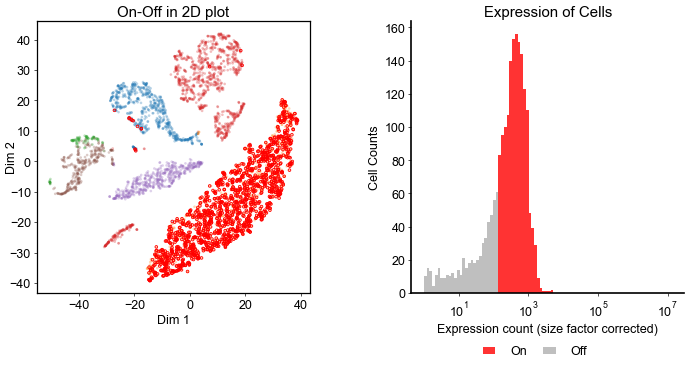 On-Off in 2D plot
Dim 2
40
30
20
10
0
−10
−20
−30
−40
−40 −20 0 20 40
Dim 1
Expression of Cells
Cell Counts
160
140
120
100
80
60
40
20
0
10^1 10^3 10^5 10^7
Expression count (size factor corrected)
On Off